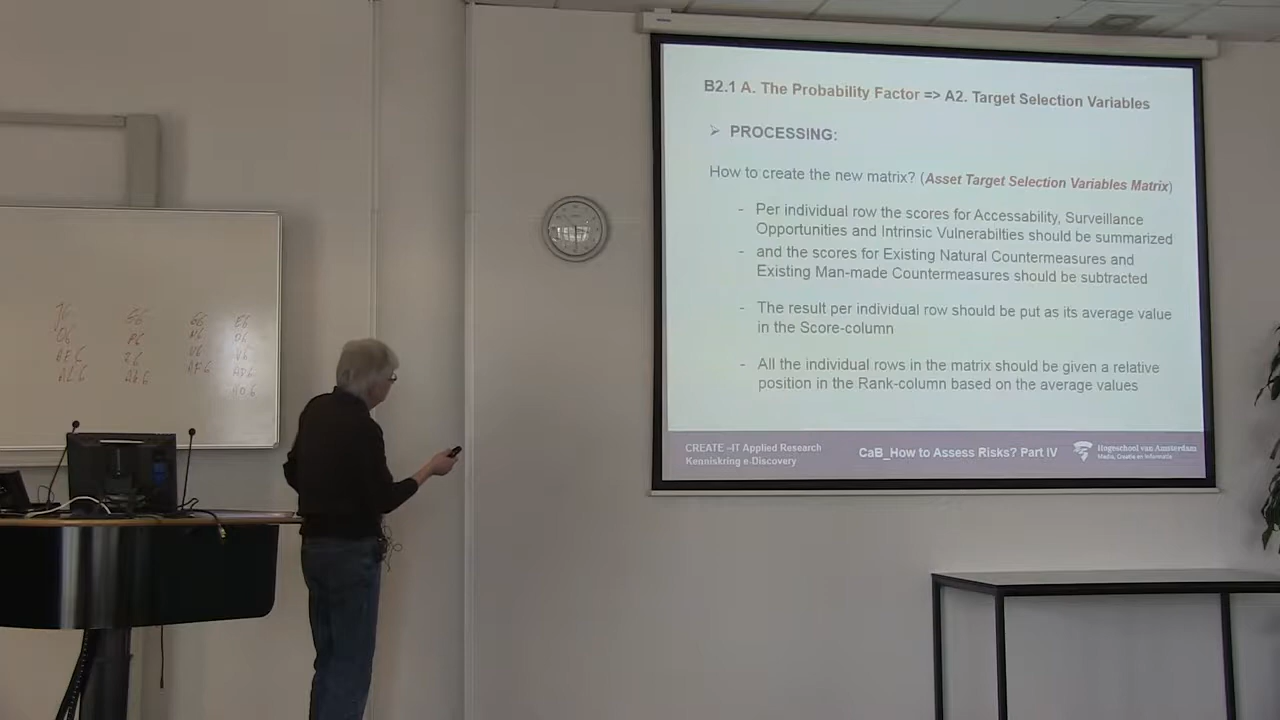 B2.1 A. The Probability Factor => A2. Target Selection Variables
➢ PROCESSING:
How to create the new matrix? (Asset Target Selection Variables Matrix)
- Per individual row the scores for Accessability, Surveillance
Opportunities and Intrinsic Vulnerabilties should be summarized
- and the scores for Existing Natural Countermeasures and
Existing Man-made Countermeasures should be subtracted
- The result per individual row should be put as its average value
in the Score-column
- All the individual rows in the matrix should be given a relative
position in the Rank-column based on the average values
CREATE –IT Applied Research
Kenniskring e-Discovery
CaB_How to Assess Risks? Part IV
Hogeschool van Amsterdam
Media, Creatie en Informatie